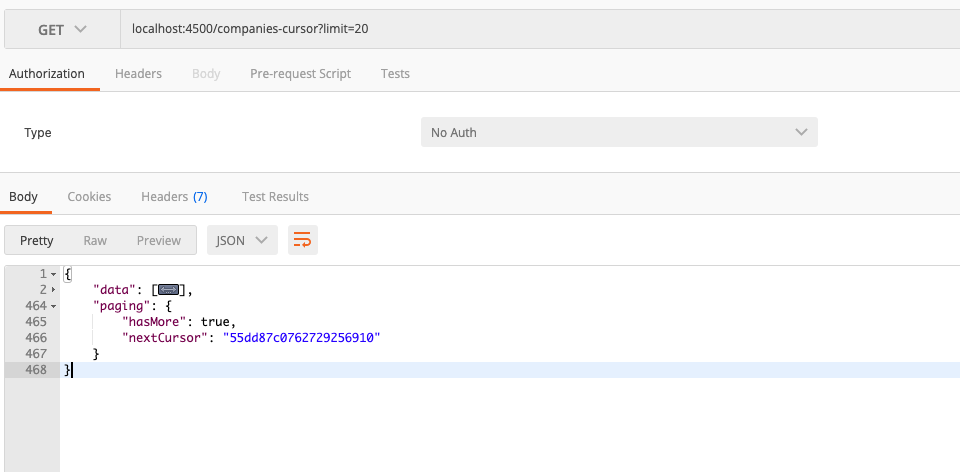 GET localhost:4500/companies-cursor?limit=20
Authorization Headers Body Pre-request Script Tests
Type No Auth
Body Cookies Headers (7) Test Results
Pretty Raw Preview JSON
1 {
2 "data": [↔],
464 "paging": {
465 "hasMore": true,
466 "nextCursor": "55dd87c0762729256910"
467 }
468 }